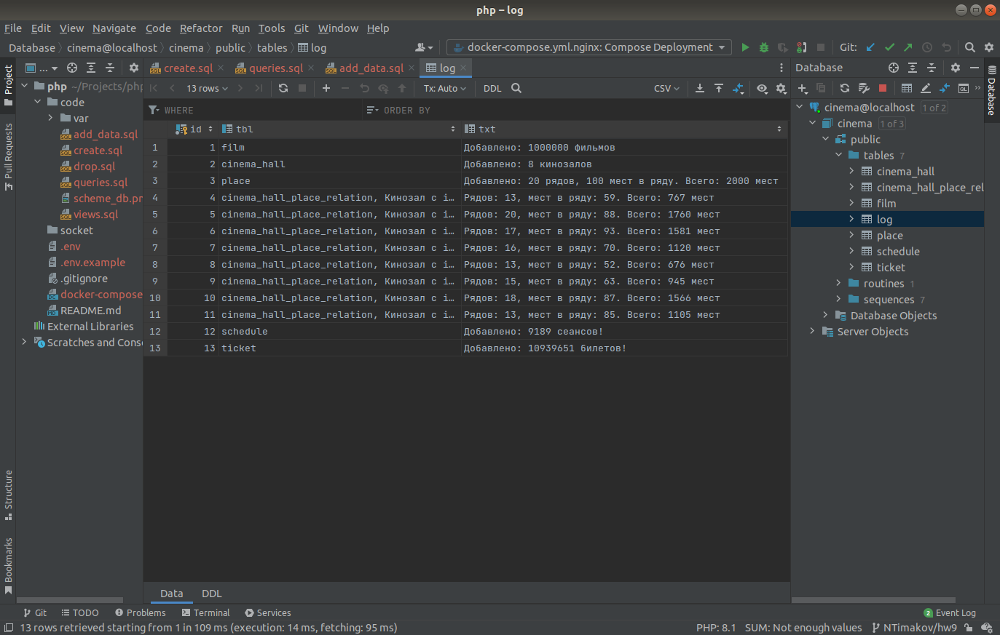 php – log
File Edit View Navigate Code Refactor Run Tools Git Window Help
Database cinema@localhost cinema public tables log
docker-compose.yml.nginx: Compose Deployment
Git:
Project
Pull Requests
Structure
Bookmarks
...
php ~/Projects/php
code
var
add_data.sql
create.sql
drop.sql
queries.sql
scheme_db.pn
views.sql
socket
.env
.env.example
.gitignore
docker-compose
README.md
External Libraries
Scratches and Conso
create.sql queries.sql add_data.sql log
13 rows Tx: Auto DDL CSV
WHERE ORDER BY
id tbl txt
1 1 film Добавлено: 1000000 фильмов
2 2 cinema_hall Добавлено: 8 кинозалов
3 3 place Добавлено: 20 рядов, 100 мест в ряду. Всего: 2000 мест
4 4 cinema_hall_place_relation, Кинозал с i… Рядов: 13, мест в ряду: 59. Всего: 767 мест
5 5 cinema_hall_place_relation, Кинозал с i… Рядов: 20, мест в ряду: 88. Всего: 1760 мест
6 6 cinema_hall_place_relation, Кинозал с i… Рядов: 17, мест в ряду: 93. Всего: 1581 мест
7 7 cinema_hall_place_relation, Кинозал с i… Рядов: 16, мест в ряду: 70. Всего: 1120 мест
8 8 cinema_hall_place_relation, Кинозал с i… Рядов: 13, мест в ряду: 52. Всего: 676 мест
9 9 cinema_hall_place_relation, Кинозал с i… Рядов: 15, мест в ряду: 63. Всего: 945 мест
10 10 cinema_hall_place_relation, Кинозал с i… Рядов: 18, мест в ряду: 87. Всего: 1566 мест
11 11 cinema_hall_place_relation, Кинозал с i… Рядов: 13, мест в ряду: 85. Всего: 1105 мест
12 12 schedule Добавлено: 9189 сеансов!
13 13 ticket Добавлено: 10939651 билетов!
Data DDL
Database
Database
cinema@localhost 1 of 2
cinema 1 of 3
public
tables 7
cinema_hall
cinema_hall_place_rel
film
log
place
schedule
ticket
routines 1
sequences 7
Database Objects
Server Objects
Git TODO Problems Terminal Services
2 Event Log
13 rows retrieved starting from 1 in 109 ms (execution: 14 ms, fetching: 95 ms)
PHP: 8.1 SUM: Not enough values NTimakov/hw9